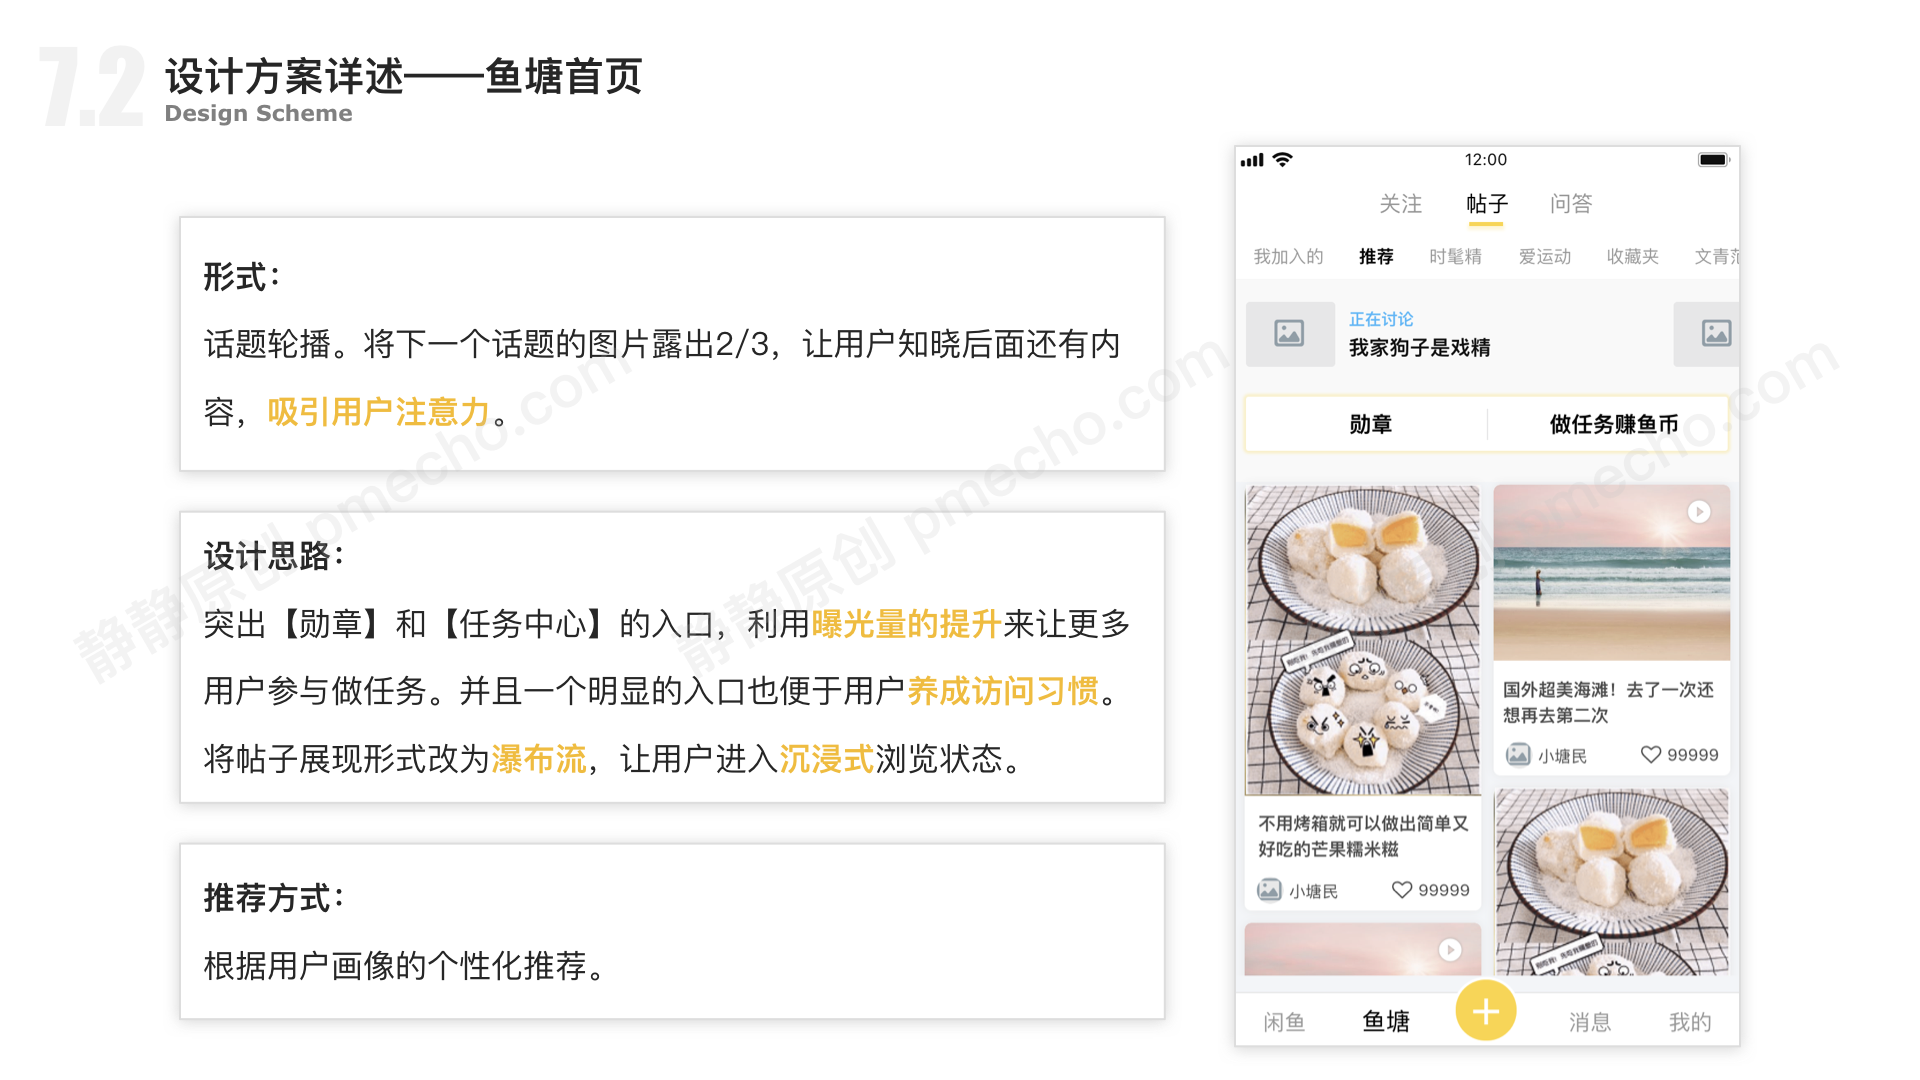 7.2
设计方案详述——鱼塘首页
Design Scheme
形式：
话题轮播。将下一个话题的图片露出2/3，让用户知晓后面还有内
容，吸引用户注意力。
设计思路：
突出【勋章】和【任务中心】的入口，利用曝光量的提升来让更多
用户参与做任务。并且一个明显的入口也便于用户养成访问习惯。
将帖子展现形式改为瀑布流，让用户进入沉浸式浏览状态。
推荐方式：
根据用户画像的个性化推荐。
12:00
关注 帖子 问答
我加入的 推荐 时髦精 爱运动 收藏夹 文青范
正在讨论
我家狗子是戏精
勋章 做任务赚鱼币
国外超美海滩！去了一次还
想再去第二次
小塘民 99999
不用烤箱就可以做出简单又
好吃的芒果糯米糍
小塘民 99999
闲鱼 鱼塘 消息 我的
静静原创 pmecho.com
静静原创 pmecho.com
pmecho.com